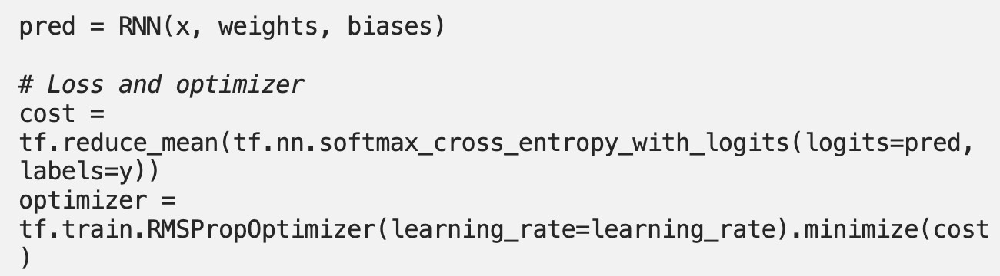 pred = RNN(x, weights, biases)
# Loss and optimizer
cost =
tf.reduce_mean(tf.nn.softmax_cross_entropy_with_logits(logits=pred,
labels=y))
optimizer =
tf.train.RMSPropOptimizer(learning_rate=learning_rate).minimize(cost
)